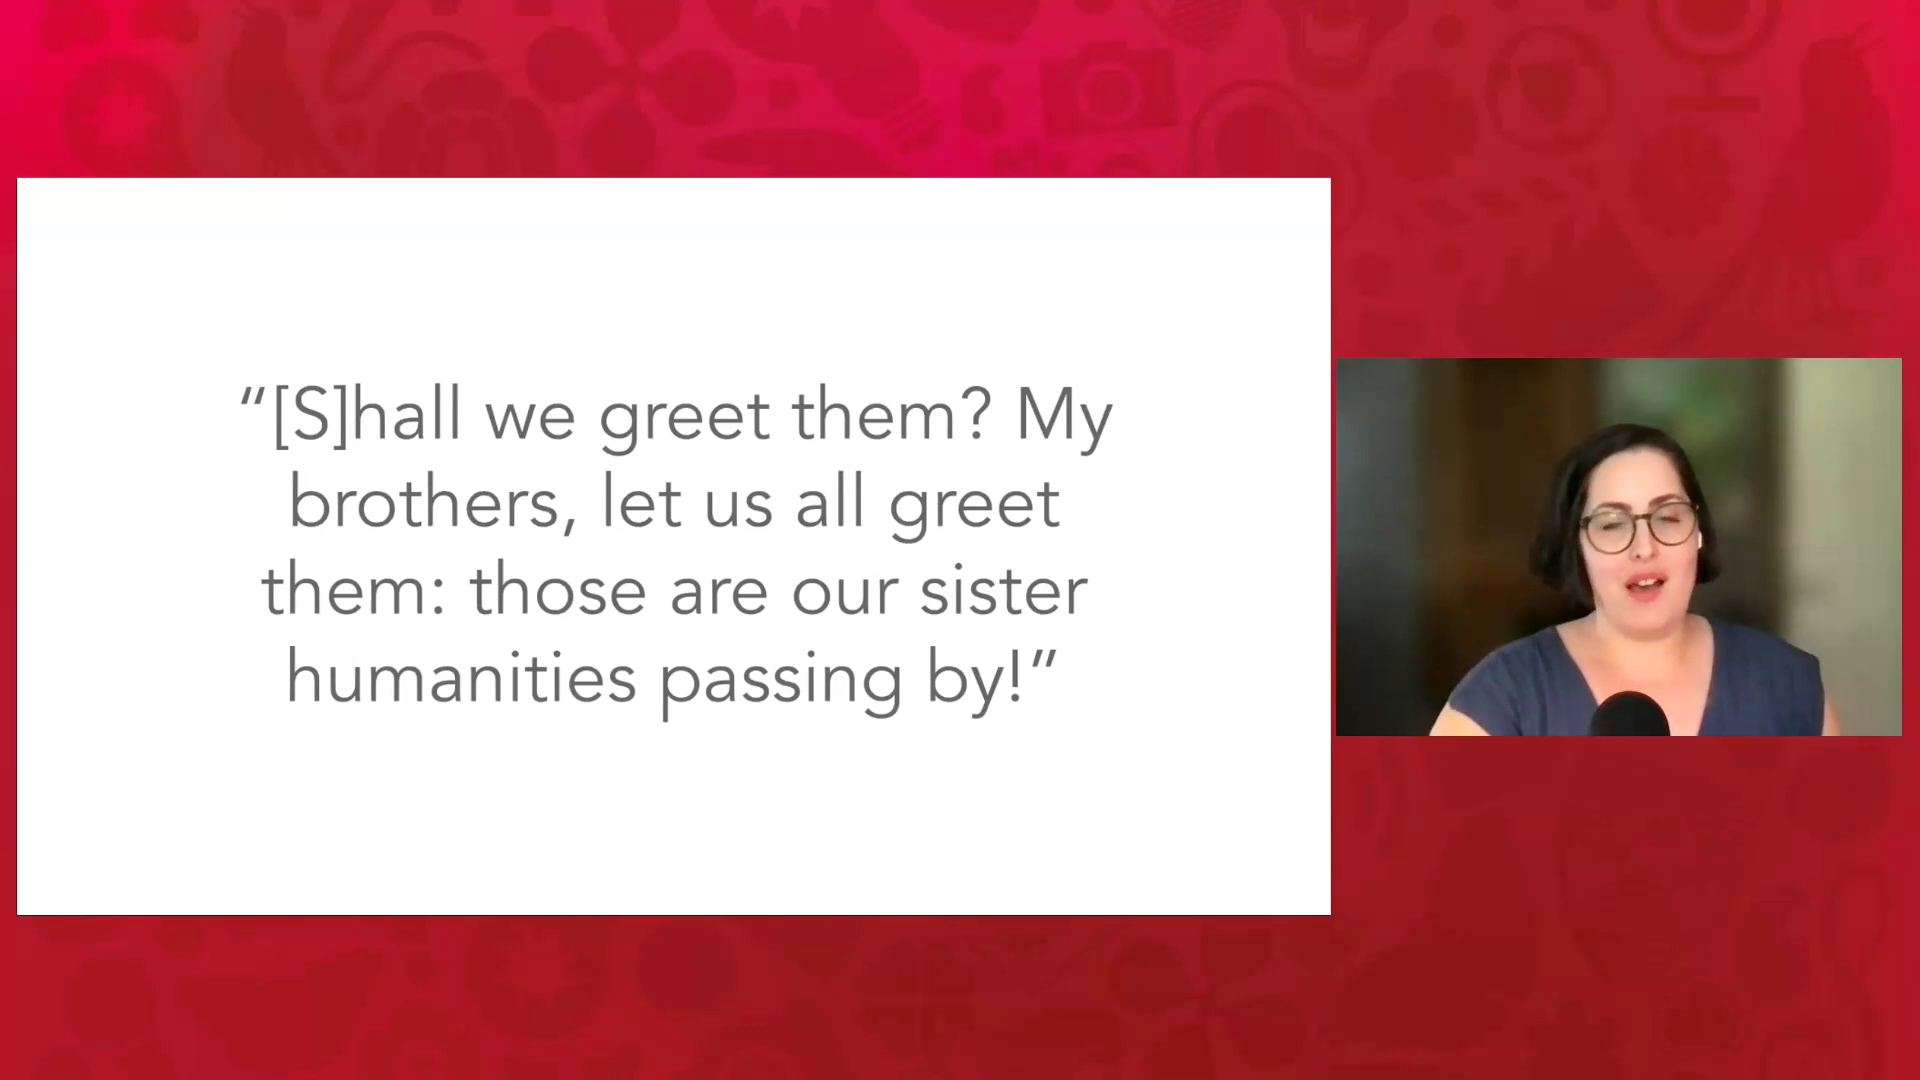 “[S]hall we greet them? My
brothers, let us all greet
them: those are our sister
humanities passing by!”